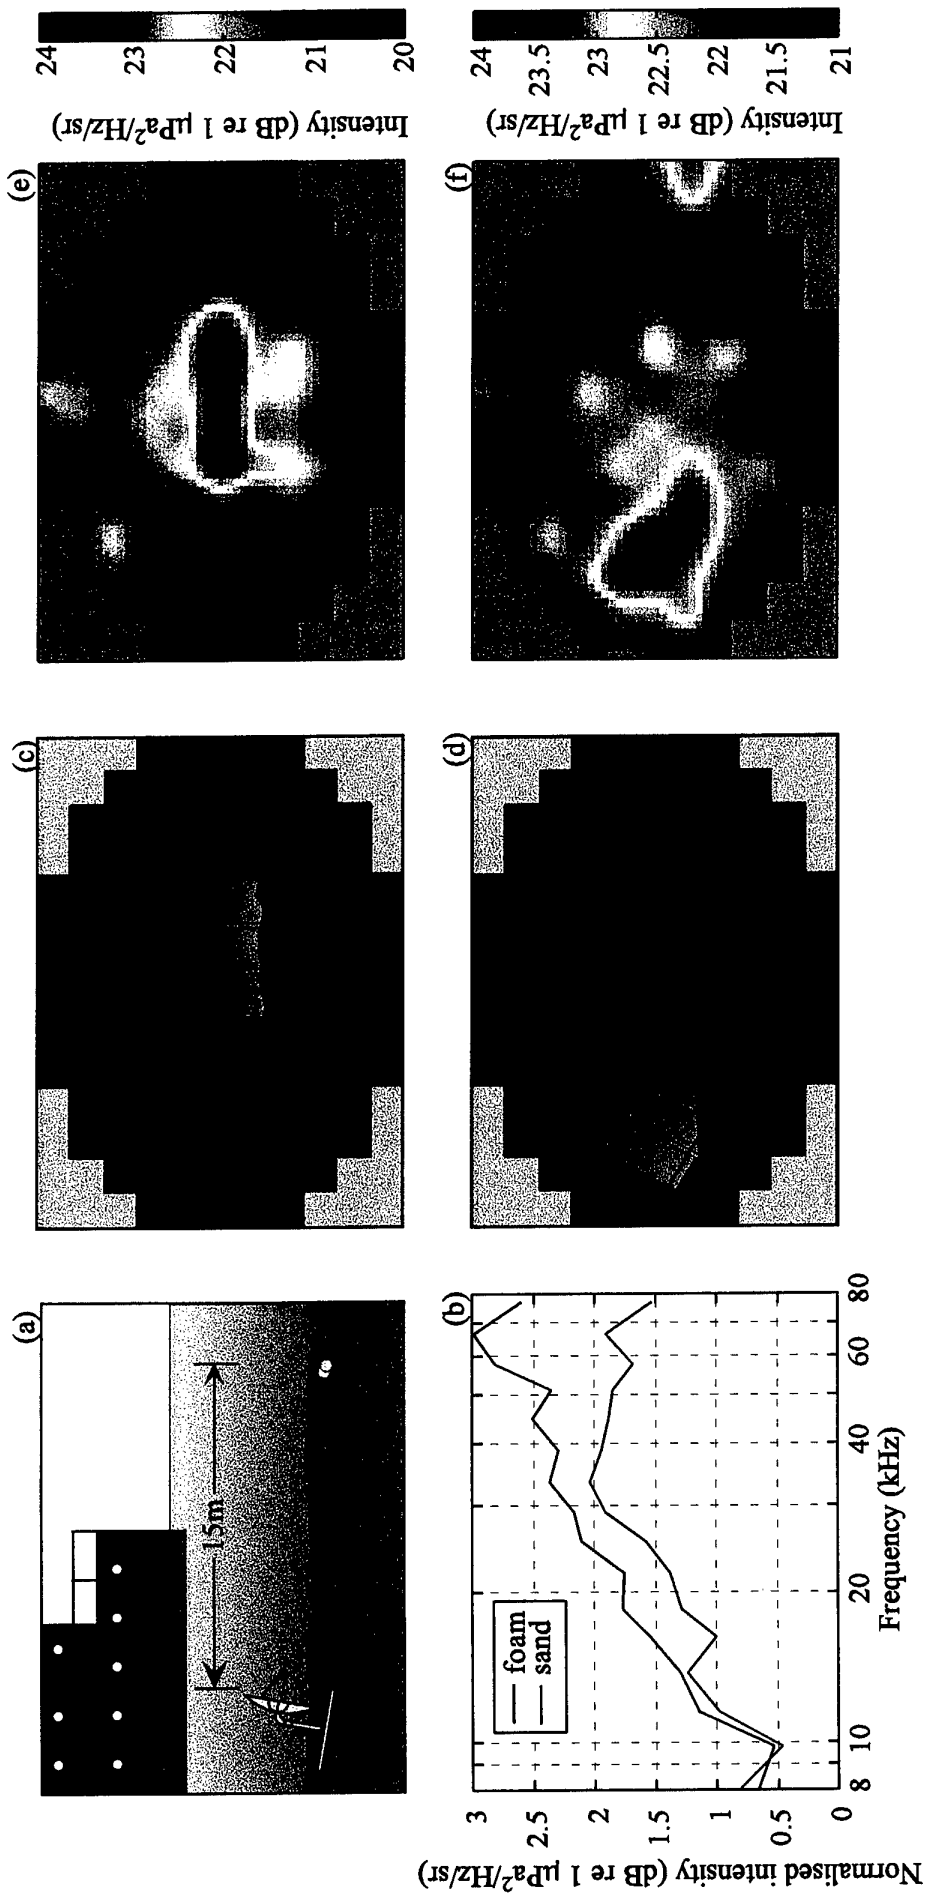 (a)
15m
(b)
foam
sand
3
2.5
2
1.5
1
0.5
0
8
10
20
40
60
80
Frequency (kHz)
Normalised intensity (dB re 1 µPa²/Hz/sr)
(c)
(d)
(e)
24
23
22
21
20
Intensity (dB re 1 µPa²/Hz/sr)
(f)
24
23.5
23
22.5
22
21.5
21
Intensity (dB re 1 µPa²/Hz/sr)